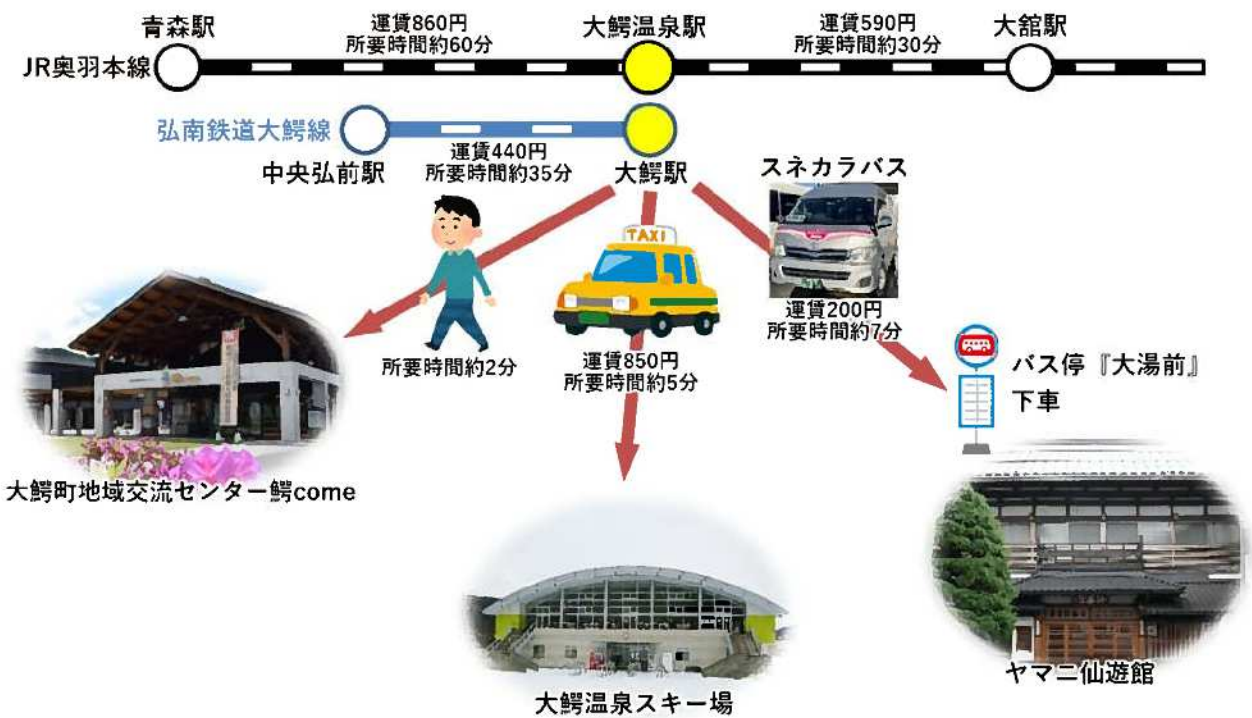 青森駅
運賃860円
所要時間約60分
大鰐温泉駅
運賃590円
所要時間約30分
大舘駅
JR奥羽本線
弘南鉄道大鰐線
中央弘前駅
運賃440円
所要時間約35分
大鰐駅
スネカラバス
TAXI
運賃200円
所要時間約7分
所要時間約2分
運賃850円
所要時間約5分
バス停『大湯前』
下車
大鰐町地域交流センター鰐come
ヤマニ仙遊館
大鰐温泉スキー場